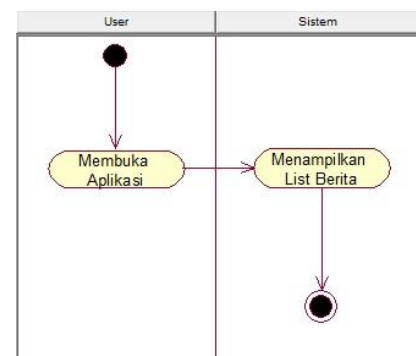 User
Sistem
Membuka
Aplikasi
Menampilkan
List Berita